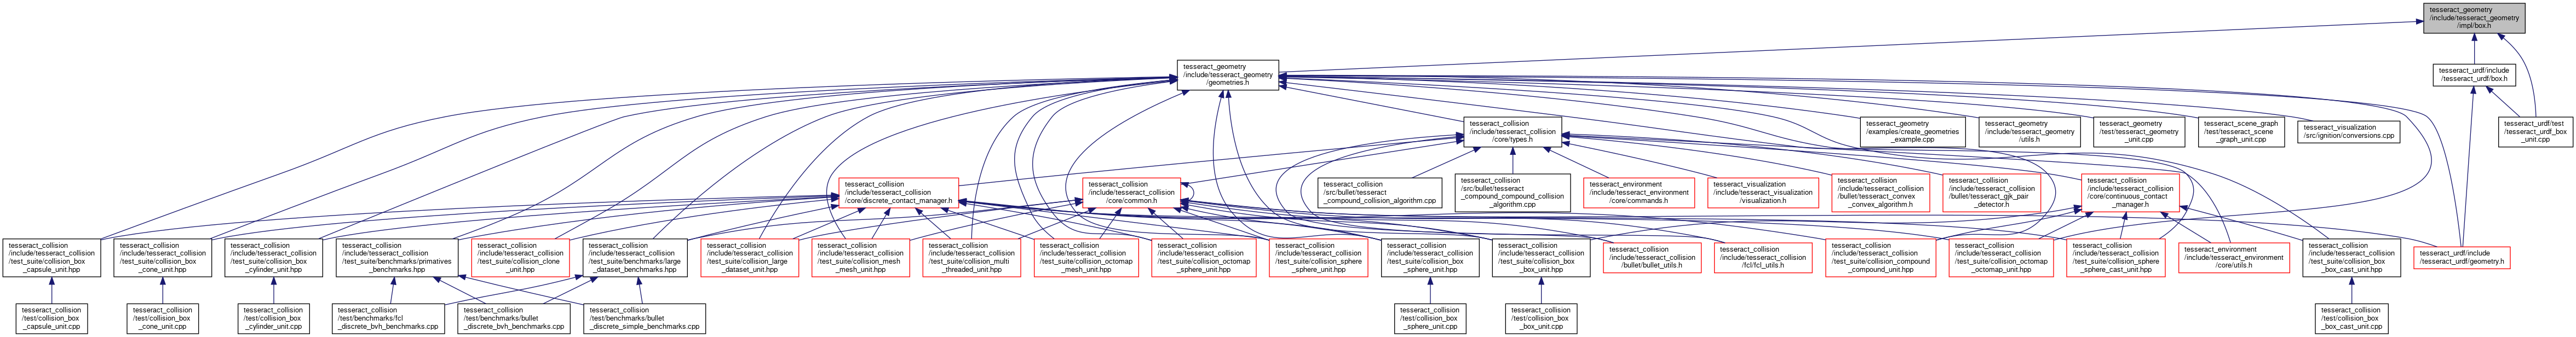 tesseract_geometry
/include/tesseract_geometry
/impl/box.h
tesseract_geometry
/include/tesseract_geometry
/geometries.h
tesseract_urdf/include
/tesseract_urdf/box.h
tesseract_collision
/include/tesseract_collision
/core/types.h
tesseract_geometry
/examples/create_geometries
_example.cpp
tesseract_geometry
/include/tesseract_geometry
/utils.h
tesseract_geometry
/test/tesseract_geometry
_unit.cpp
tesseract_scene_graph
/test/tesseract_scene
_graph_unit.cpp
tesseract_visualization
/src/ignition/conversions.cpp
tesseract_urdf/test
/tesseract_urdf_box
_unit.cpp
tesseract_collision
/include/tesseract_collision
/core/discrete_contact_manager.h
tesseract_collision
/include/tesseract_collision
/core/common.h
tesseract_collision
/src/bullet/tesseract
_compound_collision_algorithm.cpp
tesseract_collision
/src/bullet/tesseract
_compound_compound_collision
_algorithm.cpp
tesseract_environment
/include/tesseract_environment
/core/commands.h
tesseract_visualization
/include/tesseract_visualization
/visualization.h
tesseract_collision
/include/tesseract_collision
/bullet/tesseract_convex
_convex_algorithm.h
tesseract_collision
/include/tesseract_collision
/bullet/tesseract_gjk_pair
_detector.h
tesseract_collision
/include/tesseract_collision
/core/continuous_contact
_manager.h
tesseract_collision
/include/tesseract_collision
/test_suite/collision_box
_capsule_unit.hpp
tesseract_collision
/include/tesseract_collision
/test_suite/collision_box
_cone_unit.hpp
tesseract_collision
/include/tesseract_collision
/test_suite/collision_box
_cylinder_unit.hpp
tesseract_collision
/include/tesseract_collision
/test_suite/benchmarks/primatives
_benchmarks.hpp
tesseract_collision
/include/tesseract_collision
/test_suite/collision_clone
_unit.hpp
tesseract_collision
/include/tesseract_collision
/test_suite/benchmarks/large
_dataset_benchmarks.hpp
tesseract_collision
/include/tesseract_collision
/test_suite/collision_large
_dataset_unit.hpp
tesseract_collision
/include/tesseract_collision
/test_suite/collision_mesh
_mesh_unit.hpp
tesseract_collision
/include/tesseract_collision
/test_suite/collision_multi
_threaded_unit.hpp
tesseract_collision
/include/tesseract_collision
/test_suite/collision_octomap
_mesh_unit.hpp
tesseract_collision
/include/tesseract_collision
/test_suite/collision_octomap
_sphere_unit.hpp
tesseract_collision
/include/tesseract_collision
/test_suite/collision_sphere
_sphere_unit.hpp
tesseract_collision
/include/tesseract_collision
/test_suite/collision_box
_sphere_unit.hpp
tesseract_collision
/include/tesseract_collision
/test_suite/collision_box
_box_unit.hpp
tesseract_collision
/include/tesseract_collision
/bullet/bullet_utils.h
tesseract_collision
/include/tesseract_collision
/fcl/fcl_utils.h
tesseract_collision
/include/tesseract_collision
/test_suite/collision_compound
_compound_unit.hpp
tesseract_collision
/include/tesseract_collision
/test_suite/collision_octomap
_octomap_unit.hpp
tesseract_collision
/include/tesseract_collision
/test_suite/collision_sphere
_sphere_cast_unit.hpp
tesseract_environment
/include/tesseract_environment
/core/utils.h
tesseract_collision
/include/tesseract_collision
/test_suite/collision_box
_box_cast_unit.hpp
tesseract_urdf/include
/tesseract_urdf/geometry.h
tesseract_collision
/test/collision_box
_capsule_unit.cpp
tesseract_collision
/test/collision_box
_cone_unit.cpp
tesseract_collision
/test/collision_box
_cylinder_unit.cpp
tesseract_collision
/test/benchmarks/fcl
_discrete_bvh_benchmarks.cpp
tesseract_collision
/test/benchmarks/bullet
_discrete_bvh_benchmarks.cpp
tesseract_collision
/test/benchmarks/bullet
_discrete_simple_benchmarks.cpp
tesseract_collision
/test/collision_box
_sphere_unit.cpp
tesseract_collision
/test/collision_box
_box_unit.cpp
tesseract_collision
/test/collision_box
_box_cast_unit.cpp